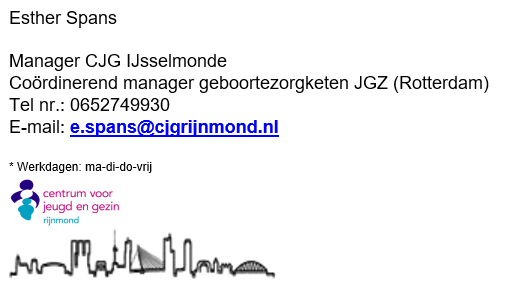 Esther Spans
Manager CJG IJsselmonde
Coördinerend manager geboortezorgketen JGZ (Rotterdam)
Tel nr.: 0652749930
E-mail: e.spans@cjgrijnmond.nl
* Werkdagen: ma-di-do-vrij
centrum voor
jeugd en gezin
rijnmond